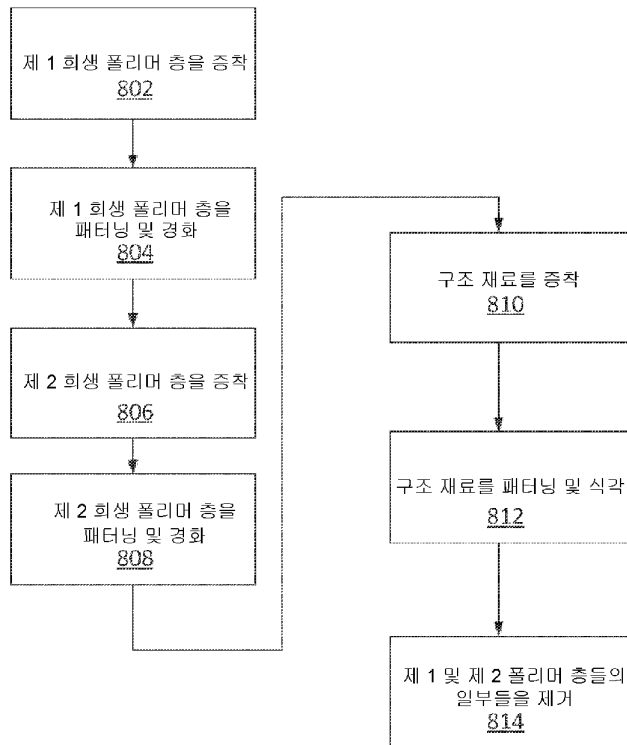 제 1 희생 폴리머 층을 증착
802
제 1 희생 폴리머 층을
패터닝 및 경화
804
제 2 희생 폴리머 층을 증착
806
제 2 희생 폴리머 층을
패터닝 및 경화
808
구조 재료를 증착
810
구조 재료를 패터닝 및 식각
812
제 1 및 제 2 폴리머 층들의
일부들을 제거
814